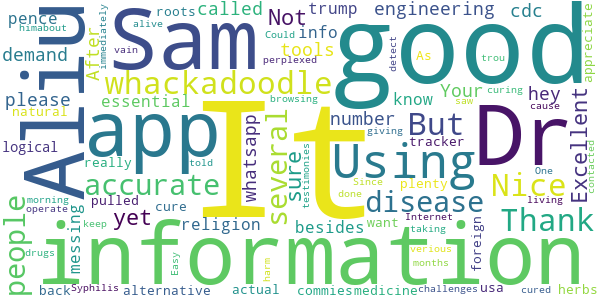 pence
himabout
alive
roots
called
trump
engineering
cdc
Not
info
tools
Could
perplexed
immediately
vain
After
demand
Sam
good
As
detect
trou
appreciate
whackadoodle
please
essential
know
Your
browsing
saw
curing
hey
cause
natural
number
giving
Aliu
app
It
But
Dr
Excellent
tracker
One
contacted
logical
whatsapp
several
Using
really
told
testimonies
Since
plenty
living
accurate
sure
disease
Nice
pulled
done
morning
operate
yet
cure
religion
besides
want
Internet
taking
foreign
Thank
people
messing
keep
information
verious
months
drugs
Easy
harm
back
Syphilis
alternative
actual
commies
medicine
challenges
usa
cured
herbs